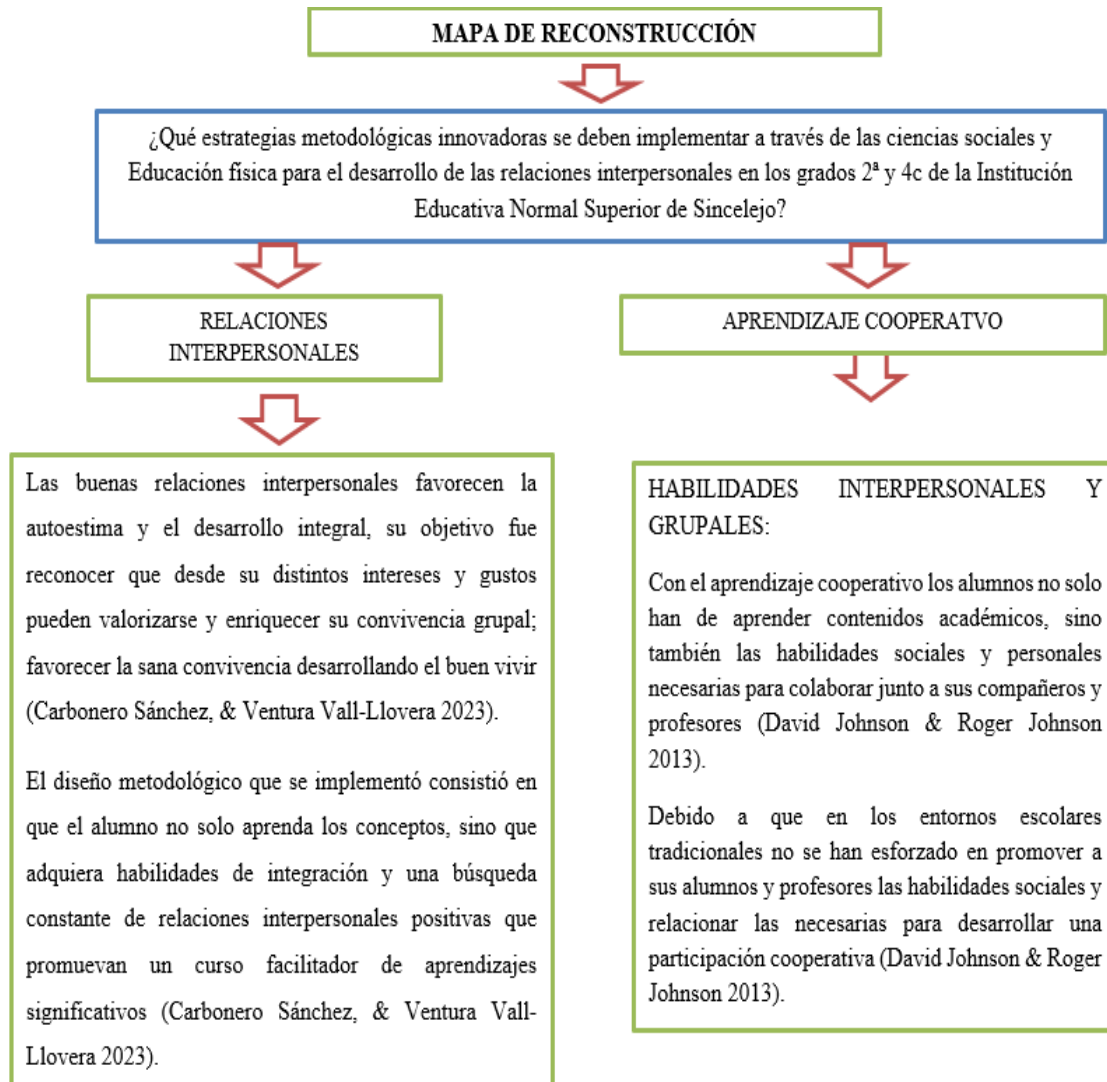 MAPA DE RECONSTRUCCIÓN
¿Qué estrategias metodológicas innovadoras se deben implementar a través de las ciencias sociales y
Educación física para el desarrollo de las relaciones interpersonales en los grados 2ª y 4c de la Institución
Educativa Normal Superior de Sincelejo?
RELACIONES
INTERPERSONALES
Las buenas relaciones interpersonales favorecen la
autoestima y el desarrollo integral, su objetivo fue
reconocer que desde su distintos intereses y gustos
pueden valorizarse y enriquecer su convivencia grupal;
favorecer la sana convivencia desarrollando el buen vivir
(Carbonero Sánchez, & Ventura Vall-Llovera 2023).
El diseño metodológico que se implementó consistió en
que el alumno no solo aprenda los conceptos, sino que
adquiera habilidades de integración y una búsqueda
constante de relaciones interpersonales positivas que
promuevan un curso facilitador de aprendizajes
significativos (Carbonero Sánchez, & Ventura Vall-
Llovera 2023).
APRENDIZAJE COOPERATVO
HABILIDADES INTERPERSONALES Y
GRUPALES:
Con el aprendizaje cooperativo los alumnos no solo
han de aprender contenidos académicos, sino
también las habilidades sociales y personales
necesarias para colaborar junto a sus compañeros y
profesores (David Johnson & Roger Johnson
2013).
Debido a que en los entornos escolares
tradicionales no se han esforzado en promover a
sus alumnos y profesores las habilidades sociales y
relacionar las necesarias para desarrollar una
participación cooperativa (David Johnson & Roger
Johnson 2013).